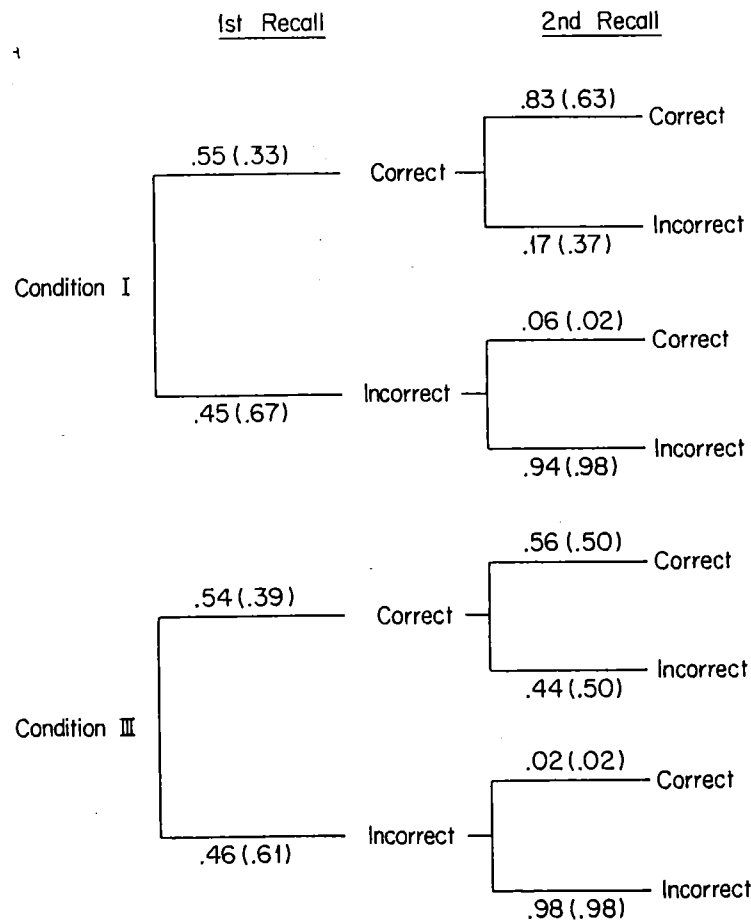 1st Recall 2nd Recall
.83 (.63) Correct
.55 (.33) Correct
.17 (.37) Incorrect
Condition I
.06 (.02) Correct
.45 (.67) Incorrect
.94 (.98) Incorrect
.56 (.50) Correct
.54 (.39) Correct
.44 (.50) Incorrect
Condition III
.02 (.02) Correct
.46 (.61) Incorrect
.98 (.98) Incorrect